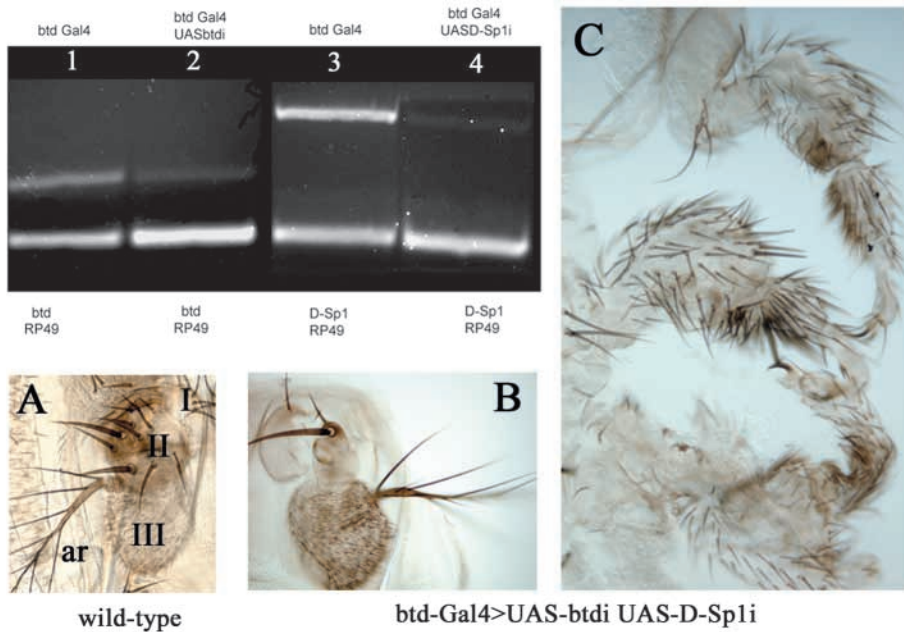 btd Gal4
btd Gal4
UASbtdi
btd Gal4
btd Gal4
UASD-Sp1i
1
2
3
4
btd
RP49
btd
RP49
D-Sp1
RP49
D-Sp1
RP49
A
I
II
III
ar
wild-type
B
C
btd-Gal4>UAS-btdi UAS-D-Sp1i